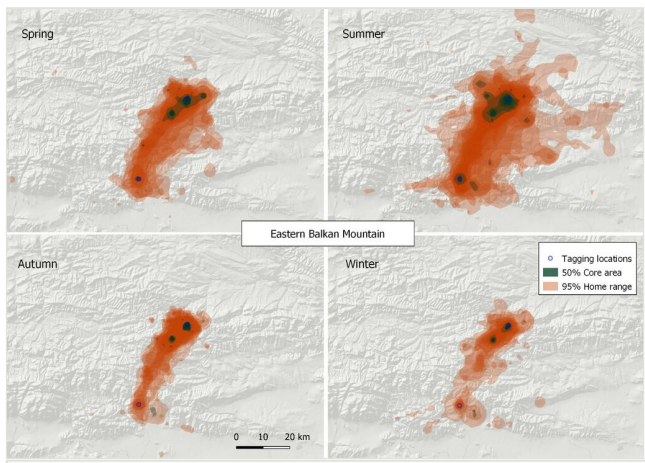 Spring
Summer
Eastern Balkan Mountain
Autumn
Winter
Tagging locations
50% Core area
95% Home range
0 10 20 km